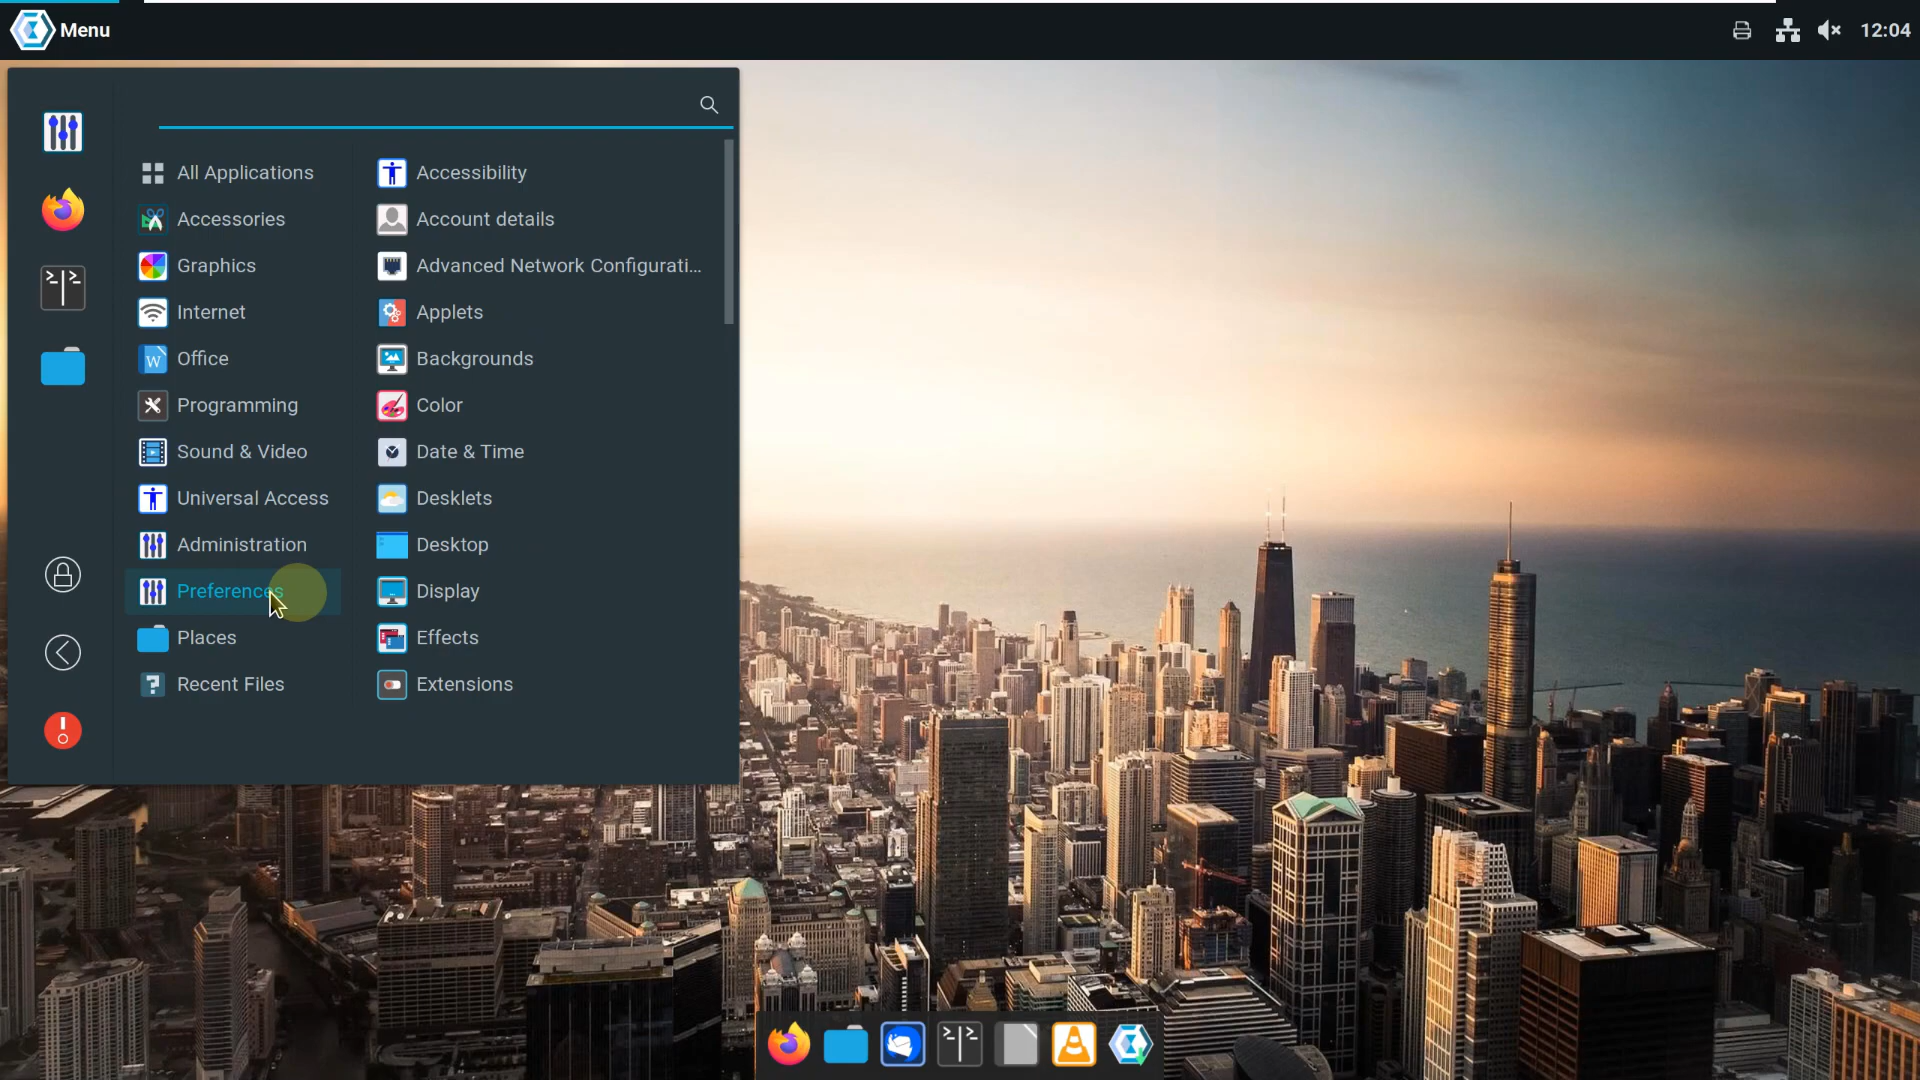 Menu
12:04
All Applications
Accessories
Graphics
Internet
Office
Programming
Sound & Video
Universal Access
Administration
Preferences
Places
Recent Files
Accessibility
Account details
Advanced Network Configurati...
Applets
Backgrounds
Color
Date & Time
Desklets
Desktop
Display
Effects
Extensions